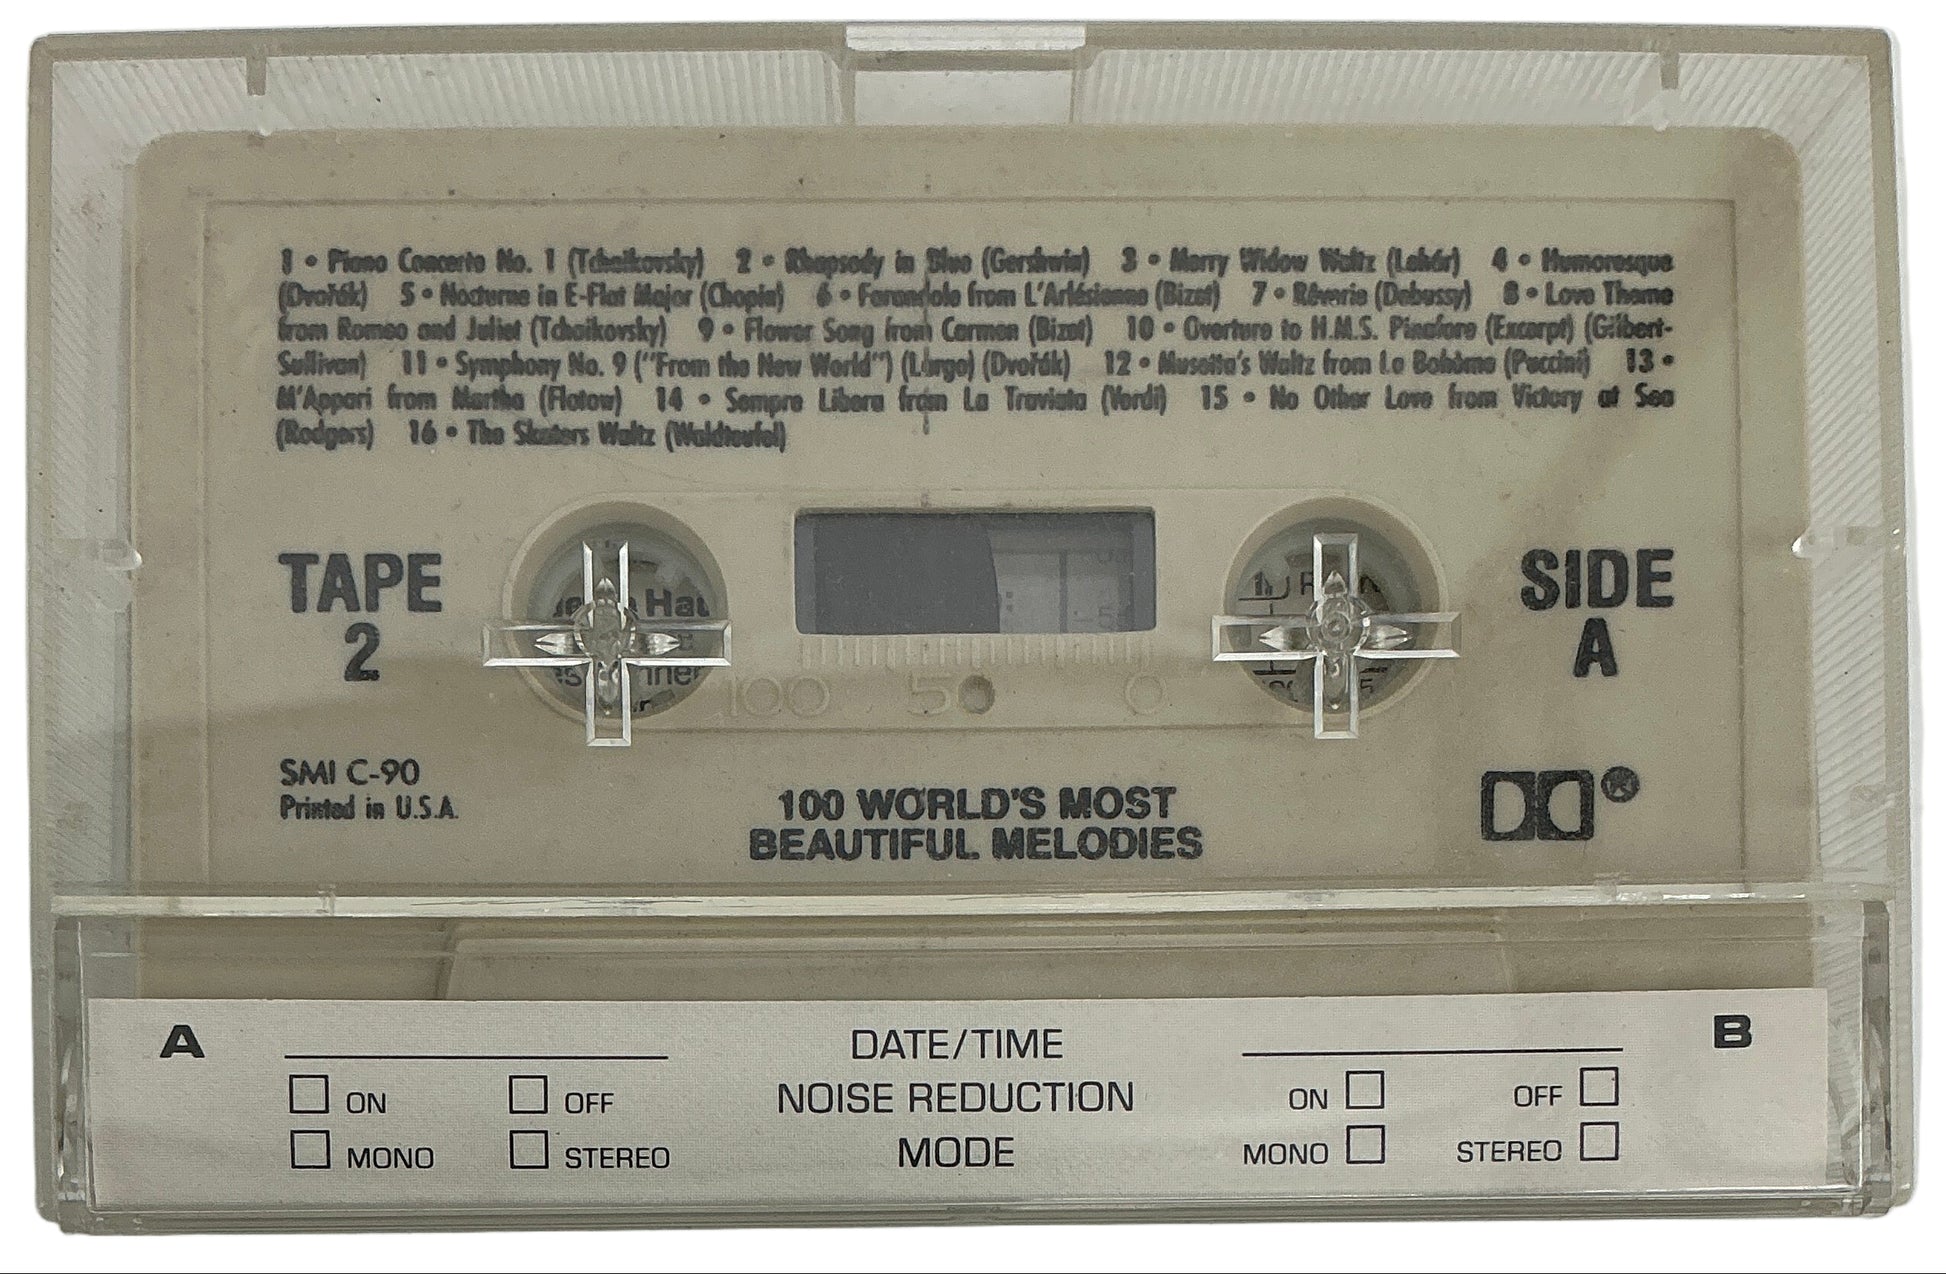 1 • Piano Concerto No. 1 (Tchaikovsky) 2 • Rhapsody in Blue (Gershwin) 3 • Merry Widow Waltz (Lehár) 4 • Humoresque
(Dvořák) 5 • Nocturne in E-Flat Major (Chopin) 6 • Farandole from L'Arlésienne (Bizet) 7 • Rêverie (Debussy) 8 • Love Theme
from Romeo and Juliet (Tchaikovsky) 9 • Flower Song from Carmen (Bizet) 10 • Overture to H.M.S. Pinafore (Excerpt) (Gilbert-
Sullivan) 11 • Symphony No. 9 ("From the New World") (Largo) (Dvořák) 12 • Musetta's Waltz from La Bohème (Puccini) 13 •
M'Appari from Martha (Flotow) 14 • Sempre Libera from La Traviata (Verdi) 15 • No Other Love from Victory at Sea
(Rodgers) 16 • The Skaters Waltz (Waldteufel)
TAPE
2
SIDE
A
100 50 0
SMI C-90
Printed in U.S.A.
100 WORLD'S MOST
BEAUTIFUL MELODIES
A DATE/TIME B
ON OFF NOISE REDUCTION ON OFF
MONO STEREO MODE MONO STEREO